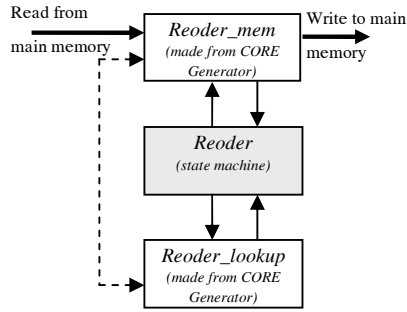 Read from
main memory
Reoder_mem
(made from CORE
Generator)
Write to main
memory
Reoder
(state machine)
Reoder_lookup
(made from CORE
Generator)